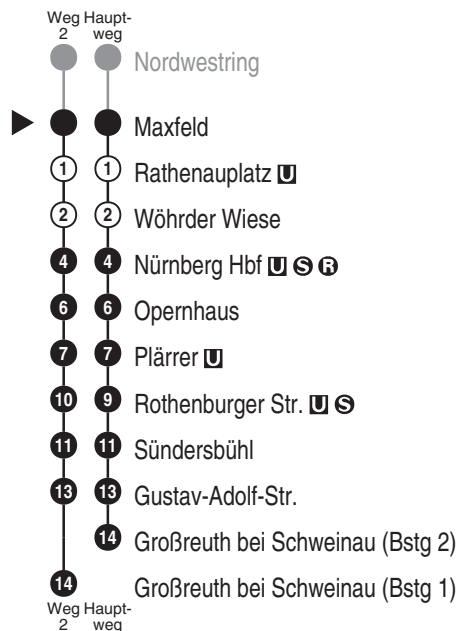 Weg Haupt-
2 weg
Nordwestring
Maxfeld
1 1 Rathenauplatz U
2 2 Wöhrder Wiese
4 4 Nürnberg Hbf U S R
6 6 Opernhaus
7 7 Plärrer U
10 9 Rothenburger Str. U S
11 11 Sündersbühl
13 13 Gustav-Adolf-Str.
14 Großreuth bei Schweinau (Bstg 2)
14 Großreuth bei Schweinau (Bstg 1)
Weg Haupt-
2 weg